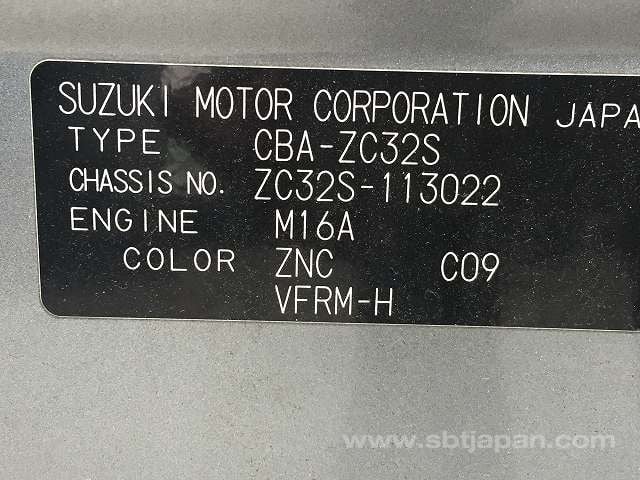 SUZUKI MOTOR CORPORATION JAPA
TYPE CBA-ZC32S
CHASSIS NO. ZC32S-113022
ENGINE M16A
COLOR ZNC C09
VFRM-H
www.sbtjapan.com